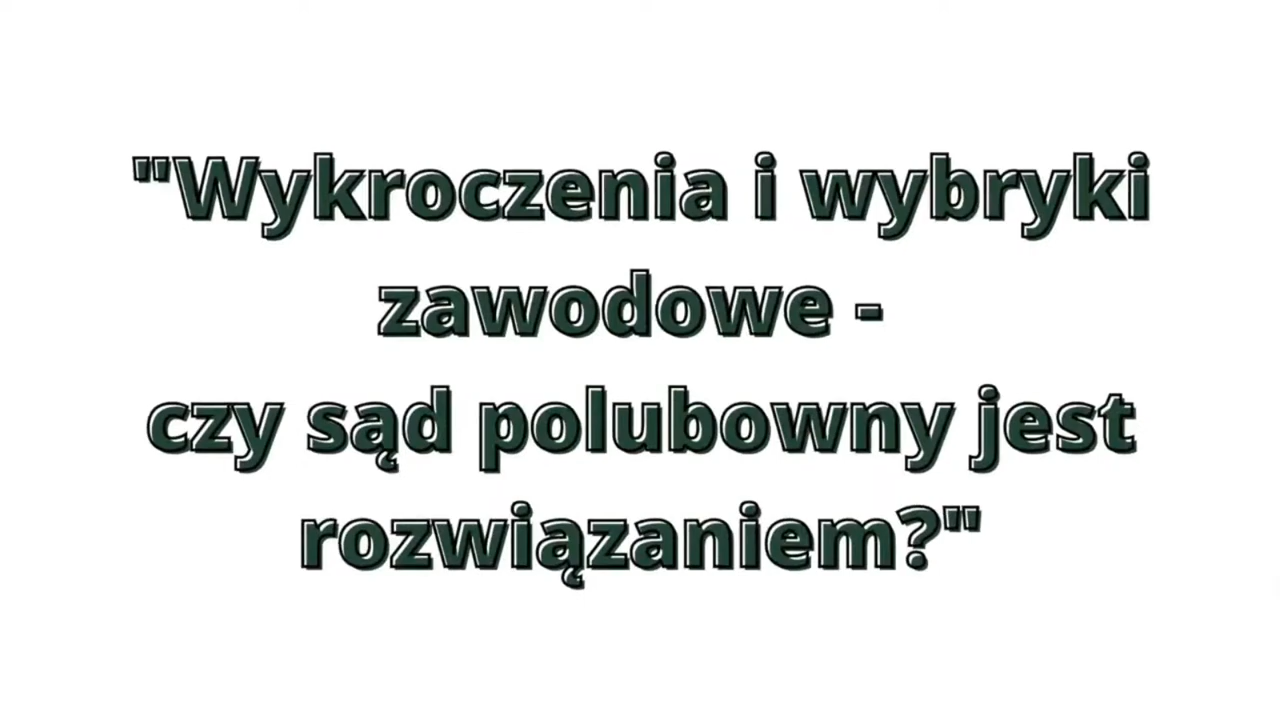 "Wykroczenia i wybryki
zawodowe -
czy sąd polubowny jest
rozwiązaniem?"